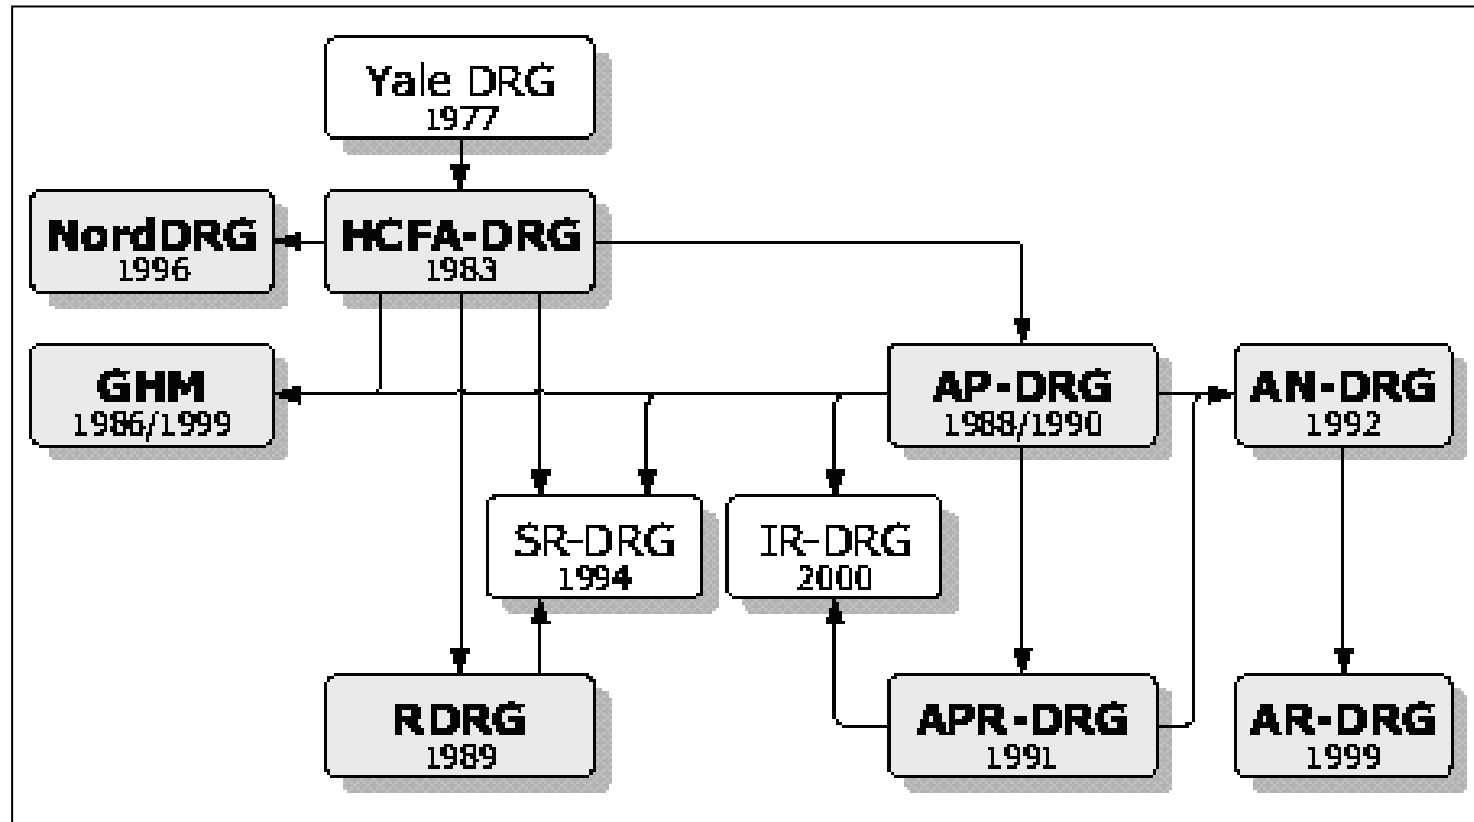 Yale DRG
1977
NordDRG
1996
HCFA-DRG
1983
GHM
1986/1999
AP-DRG
1988/1990
AN-DRG
1992
SR-DRG
1994
IR-DRG
2000
RDRG
1989
APR-DRG
1991
AR-DRG
1999